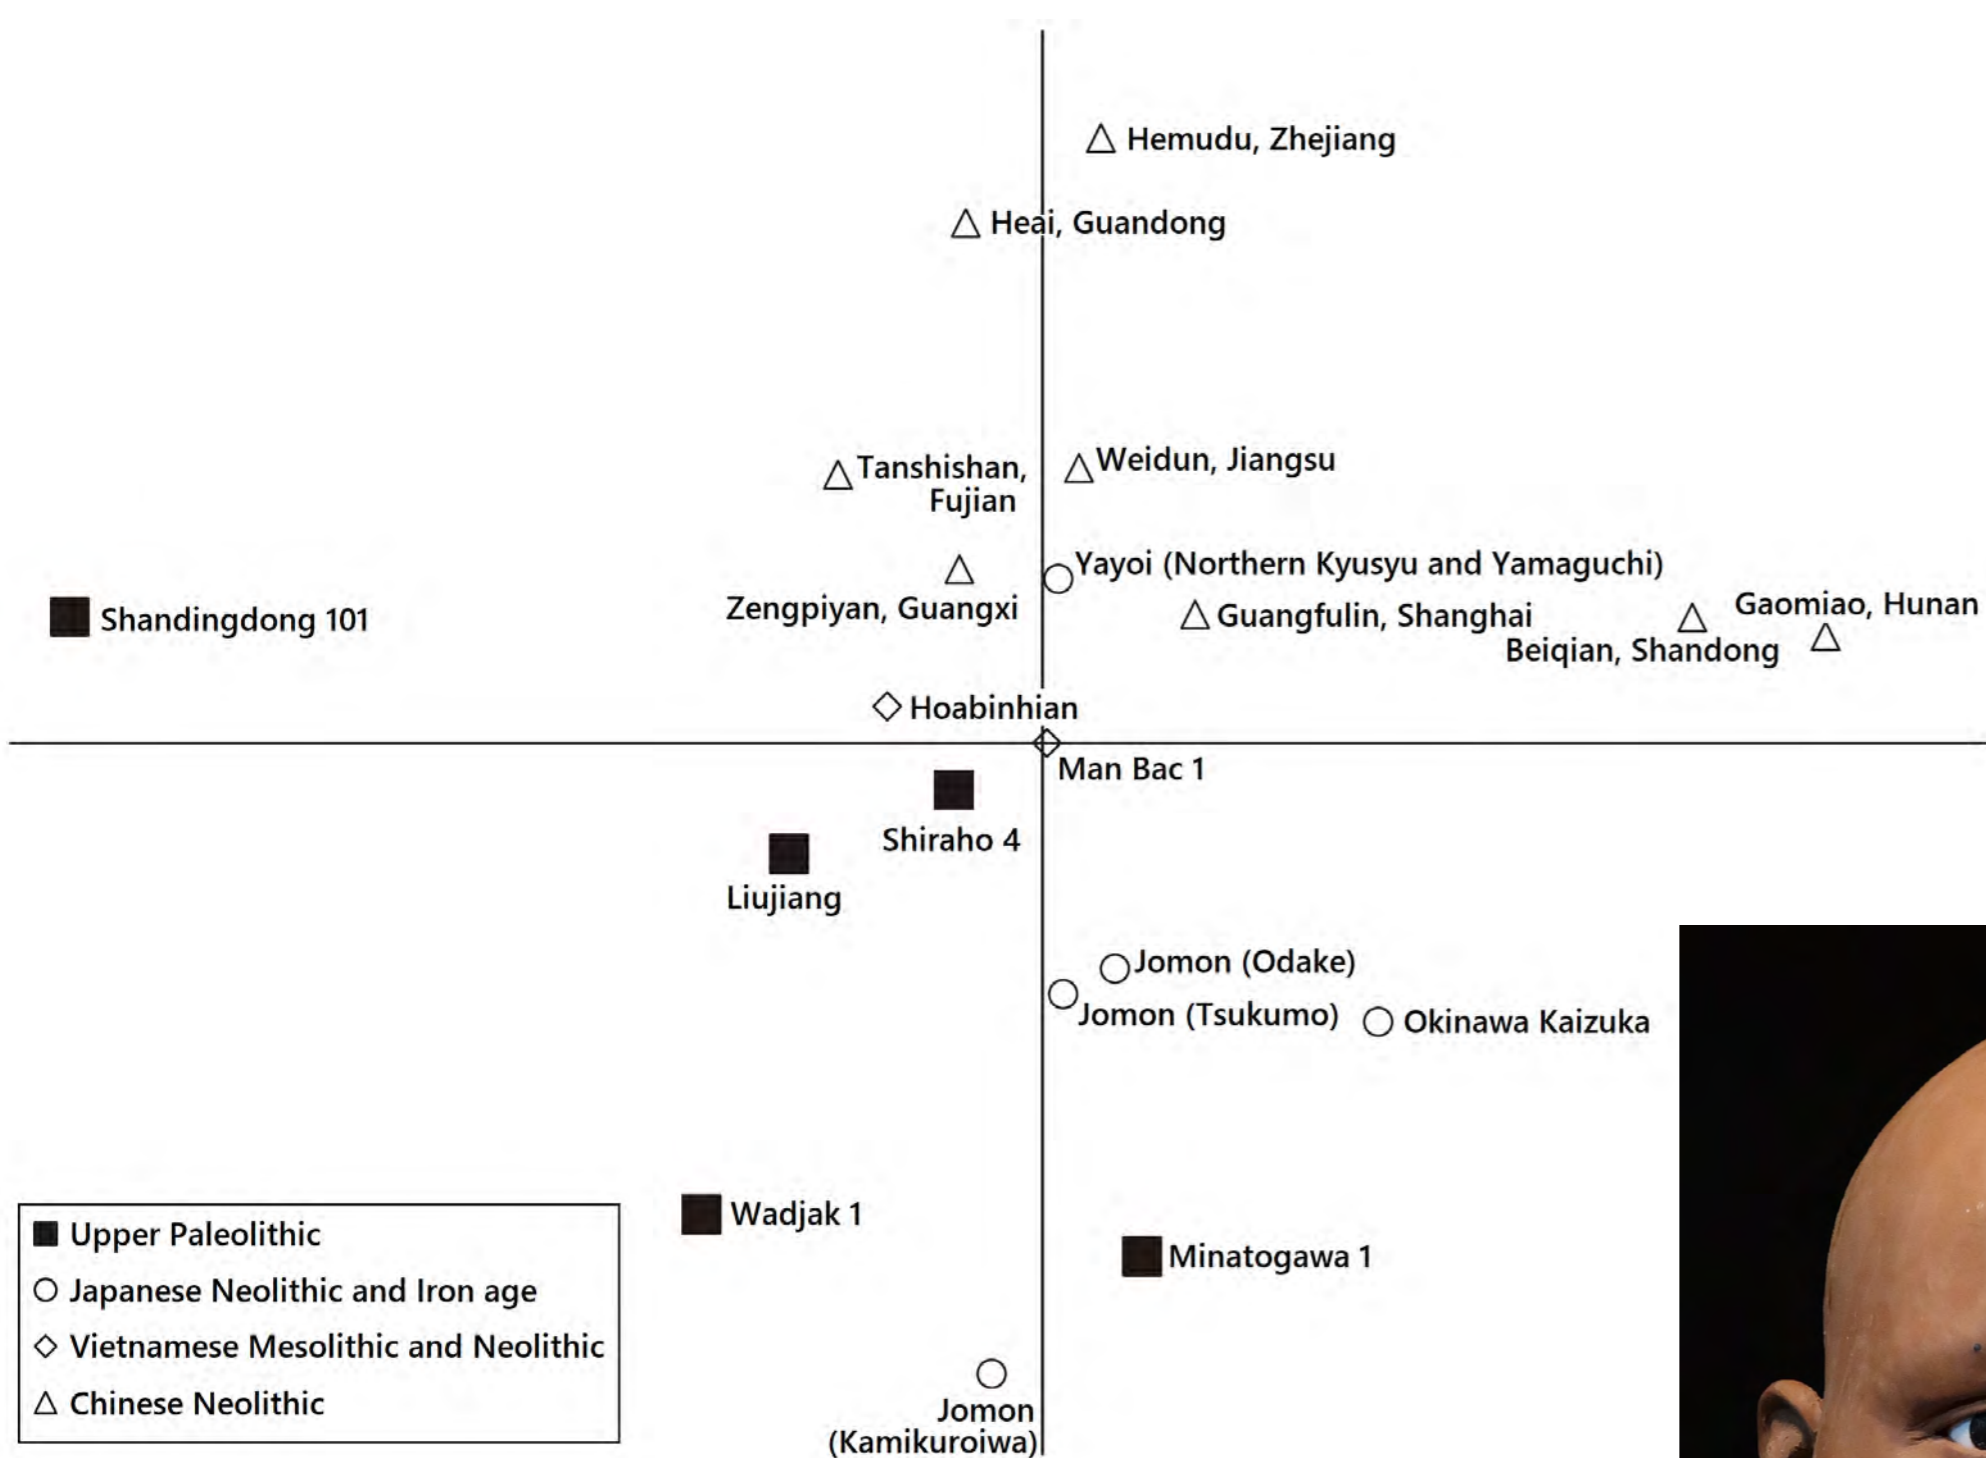 Hemudu, Zhejiang
Heai, Guandong
Tanshishan,
Fujian
Weidun, Jiangsu
Yayoi (Northern Kyusyu and Yamaguchi)
Zengpiyan, Guangxi
Shandingdong 101
Guangfulin, Shanghai
Gaomiao, Hunan
Beiqian, Shandong
Hoabinhian
Man Bac 1
Shiraho 4
Liujiang
Jomon (Odake)
Jomon (Tsukumo)
Okinawa Kaizuka
Wadjak 1
Minatogawa 1
Jomon
(Kamikuroiwa)
Upper Paleolithic
Japanese Neolithic and Iron age
Vietnamese Mesolithic and Neolithic
Chinese Neolithic